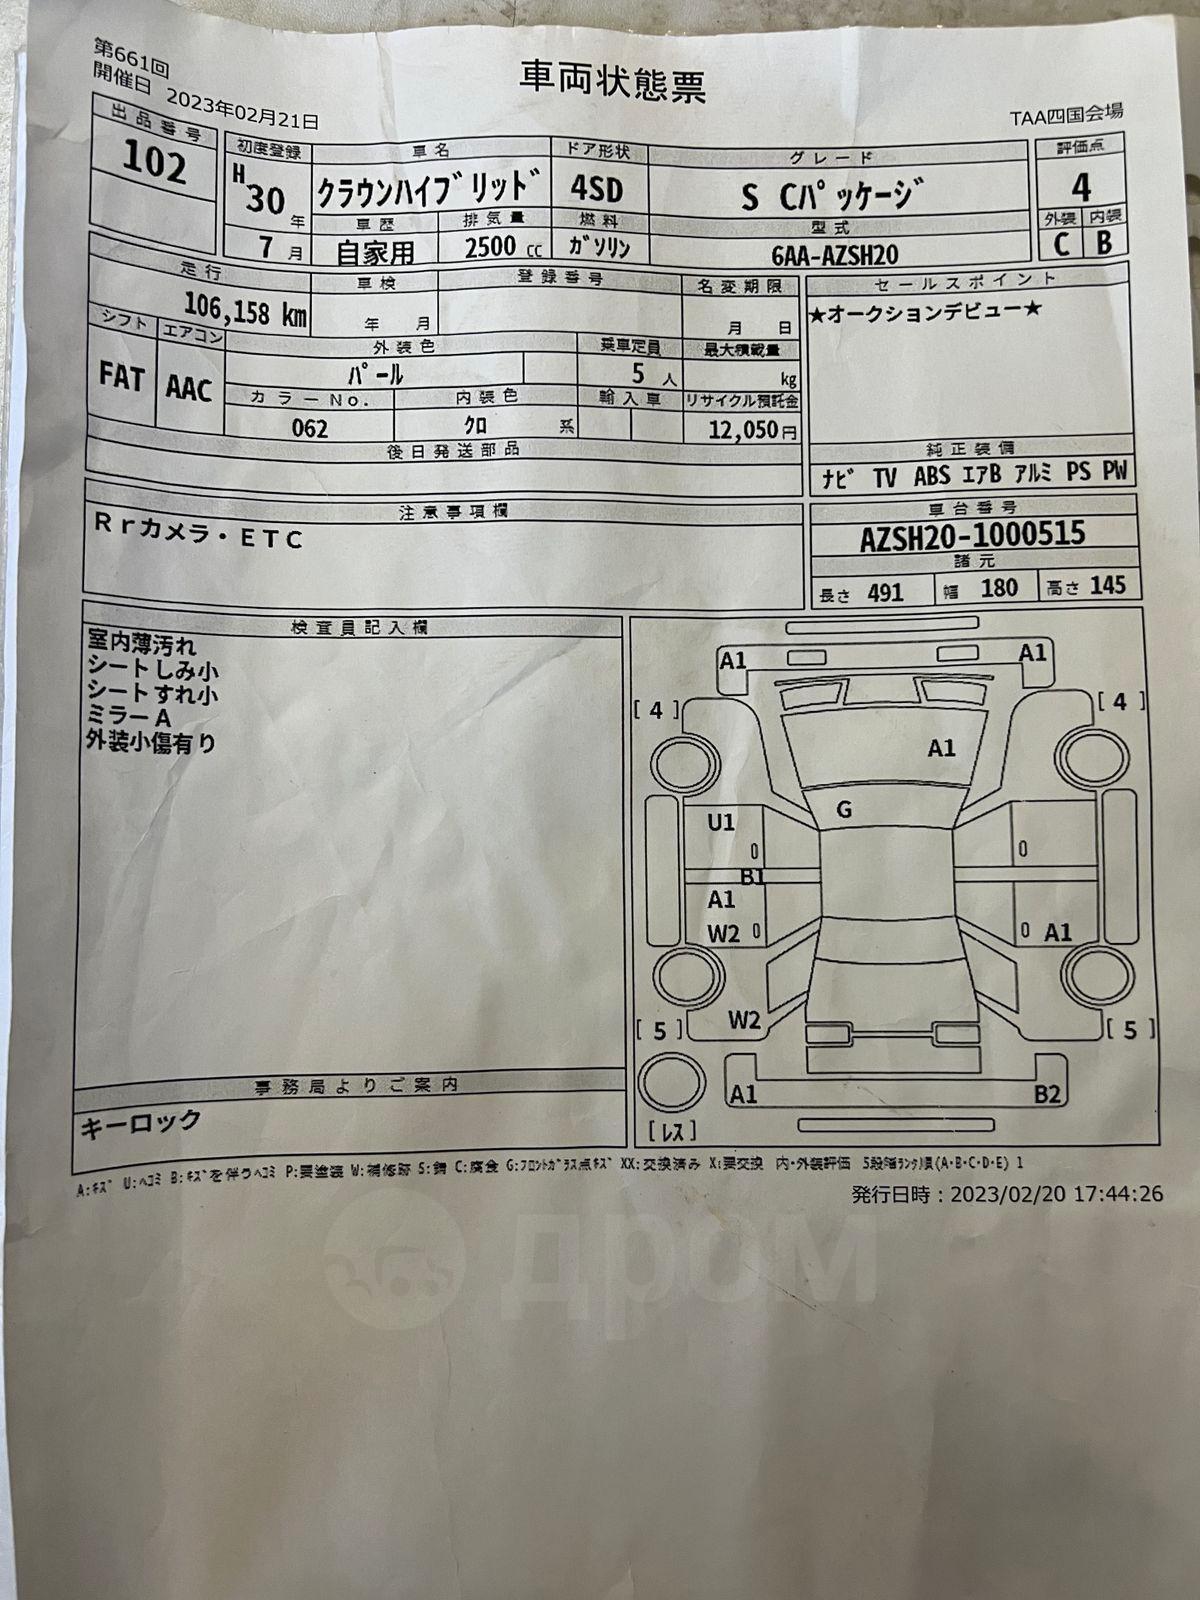 第661回
開催日 2023年02月21日
車両状態票
TAA四国会場
出品番号
102
初度登録
H30年
7月
車名
クラウンハイブリッド
ドア形状
4SD
グレード
S Cパッケージ
評価点
4
車歴
自家用
排気量
2500 cc
燃料
ガソリン
型式
6AA-AZSH20
外装 内装
C B
走行
106,158 km
車検
年 月
登録番号
名変期限
月 日
セールスポイント
★オークションデビュー★
シフト
FAT
エアコン
AAC
外装色
パール
乗車定員
5人
最大積載量
kg
カラーNo.
062
内装色
クロ 系
輸入車
リサイクル預託金
12,050円
後日発送部品
純正装備
ナビ TV ABS エアB アルミ PS PW
注意事項欄
Rrカメラ・ETC
車台番号
AZSH20-1000515
諸元
長さ 491 幅 180 高さ 145
検査員記入欄
室内薄汚れ
シートしみ小
シートすれ小
ミラーA
外装小傷有り
A1 A1
[ 4 ] [ 4 ]
A1
G
U1
B1
A1
W2 A1
W2
[ 5 ] [ 5 ]
A1 B2
[レス]
事務局よりご案内
キーロック
A:キズ U:ヘコミ B:キズを伴うヘコミ P:要塗装 W:補修跡 S:錆 C:腐食 G:フロントガラス点キズ XX:交換済み X:要交換 内・外装評価 5段階ランク順(A・B・C・D・E) 1
発行日時：2023/02/20 17:44:26
дром